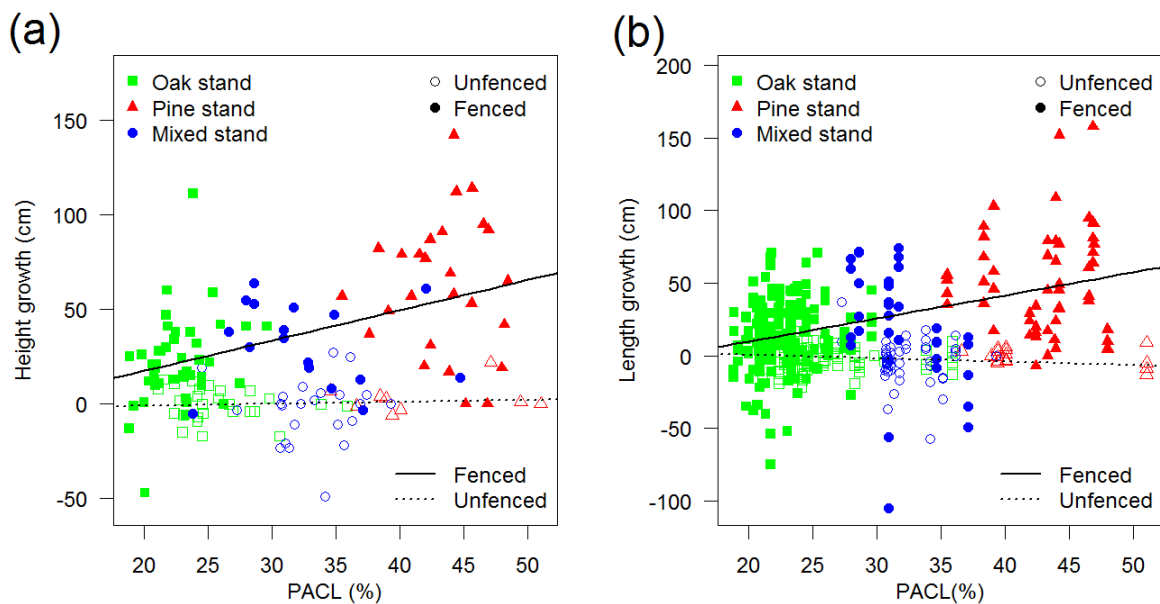 (a)
Height growth (cm)
150
100
50
0
-50
Oak stand
Pine stand
Mixed stand
Unfenced
Fenced
Fenced
Unfenced
20 25 30 35 40 45 50
PACL (%)
(b)
Length growth (cm)
200
150
100
50
0
-50
-100
Oak stand
Pine stand
Mixed stand
Unfenced
Fenced
Fenced
Unfenced
20 25 30 35 40 45 50
PACL(%)